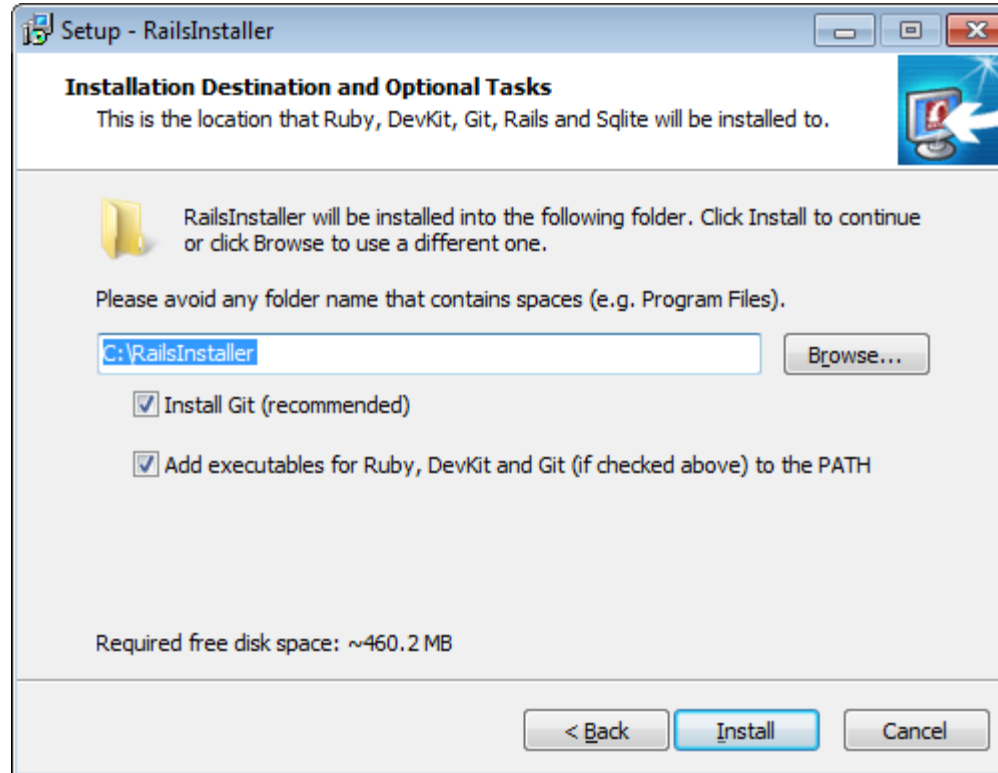 Setup - RailsInstaller
Installation Destination and Optional Tasks
This is the location that Ruby, DevKit, Git, Rails and Sqlite will be installed to.
RailsInstaller will be installed into the following folder. Click Install to continue
or click Browse to use a different one.
Please avoid any folder name that contains spaces (e.g. Program Files).
C:\RailsInstaller
Browse...
Install Git (recommended)
Add executables for Ruby, DevKit and Git (if checked above) to the PATH
Required free disk space: ~460.2 MB
< Back
Install
Cancel